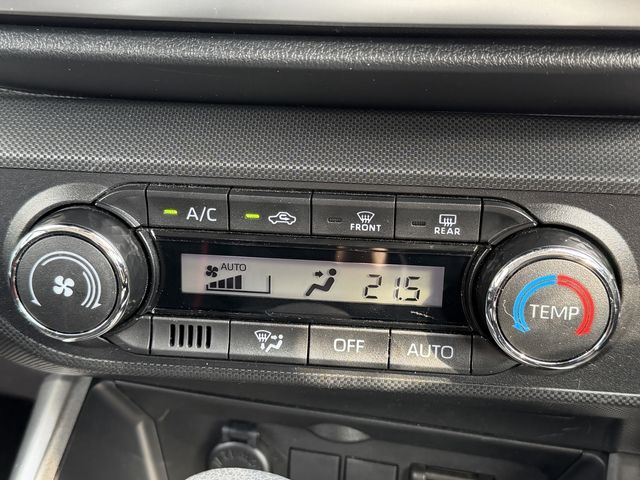 A/C
FRONT
REAR
AUTO
21.5
TEMP
OFF
AUTO